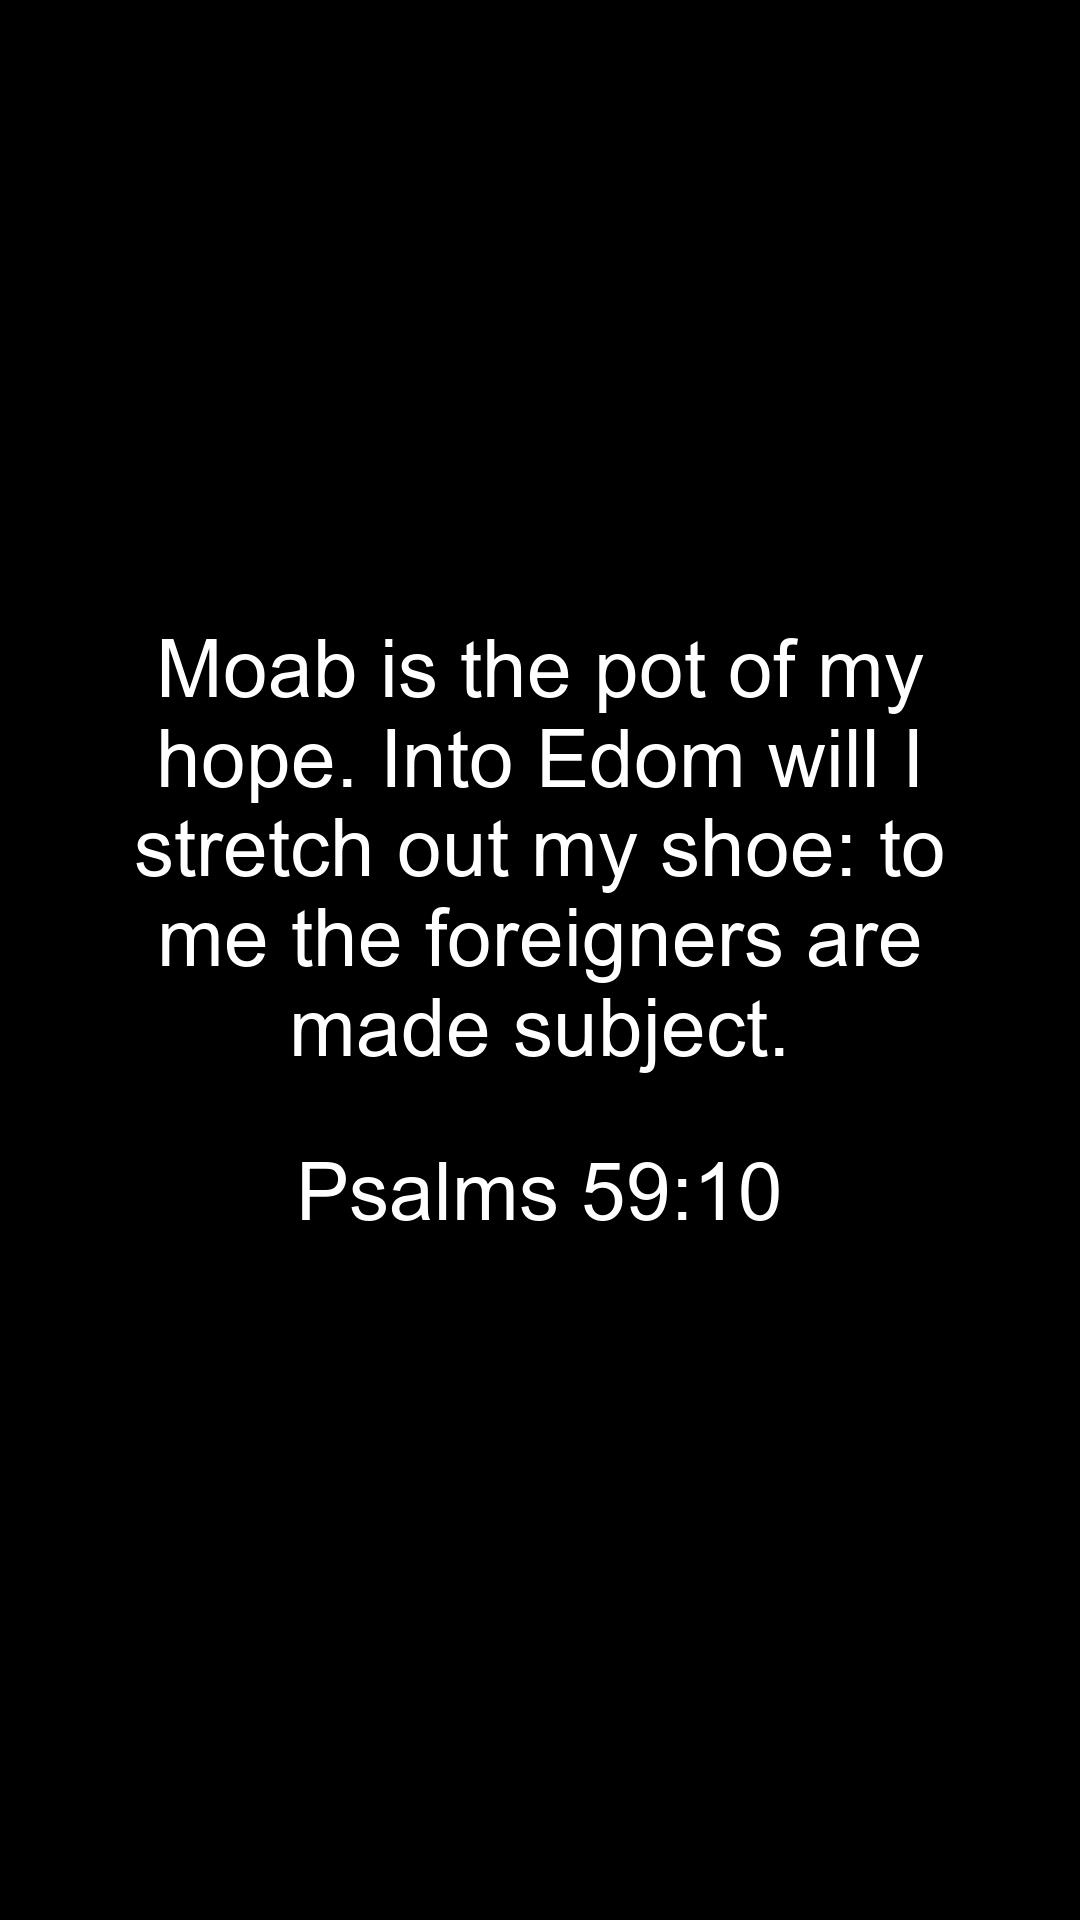 Moab is the pot of my
hope. Into Edom will I
stretch out my shoe: to
me the foreigners are
made subject.
Psalms 59:10